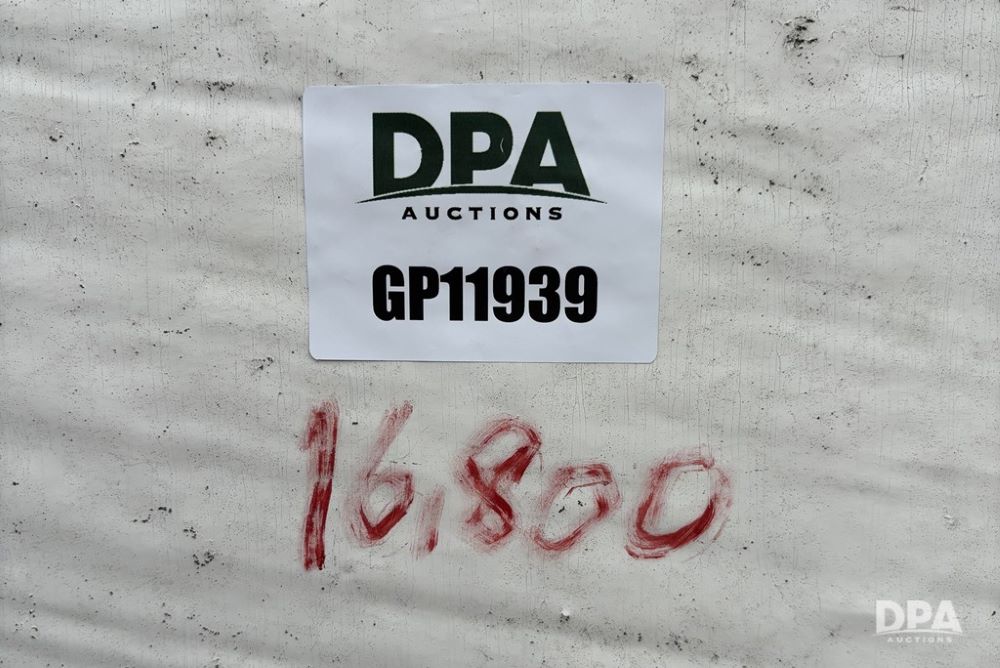 DPA
AUCTIONS
GP11939
16,800
DPA
AUCTIONS